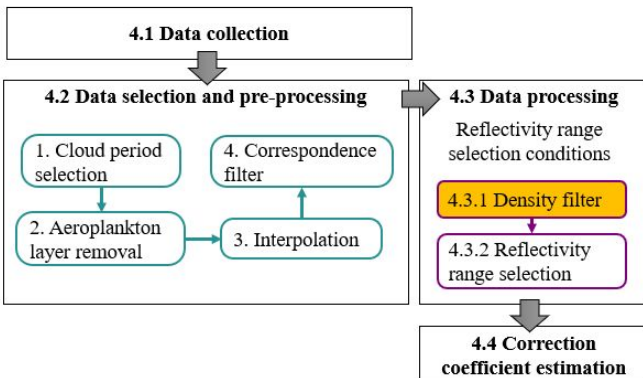 4.1 Data collection
4.2 Data selection and pre-processing
1. Cloud period
selection
2. Aeroplankton
layer removal
3. Interpolation
4. Correspondence
filter
4.3 Data processing
Reflectivity range
selection conditions
4.3.1 Density filter
4.3.2 Reflectivity
range selection
4.4 Correction
coefficient estimation